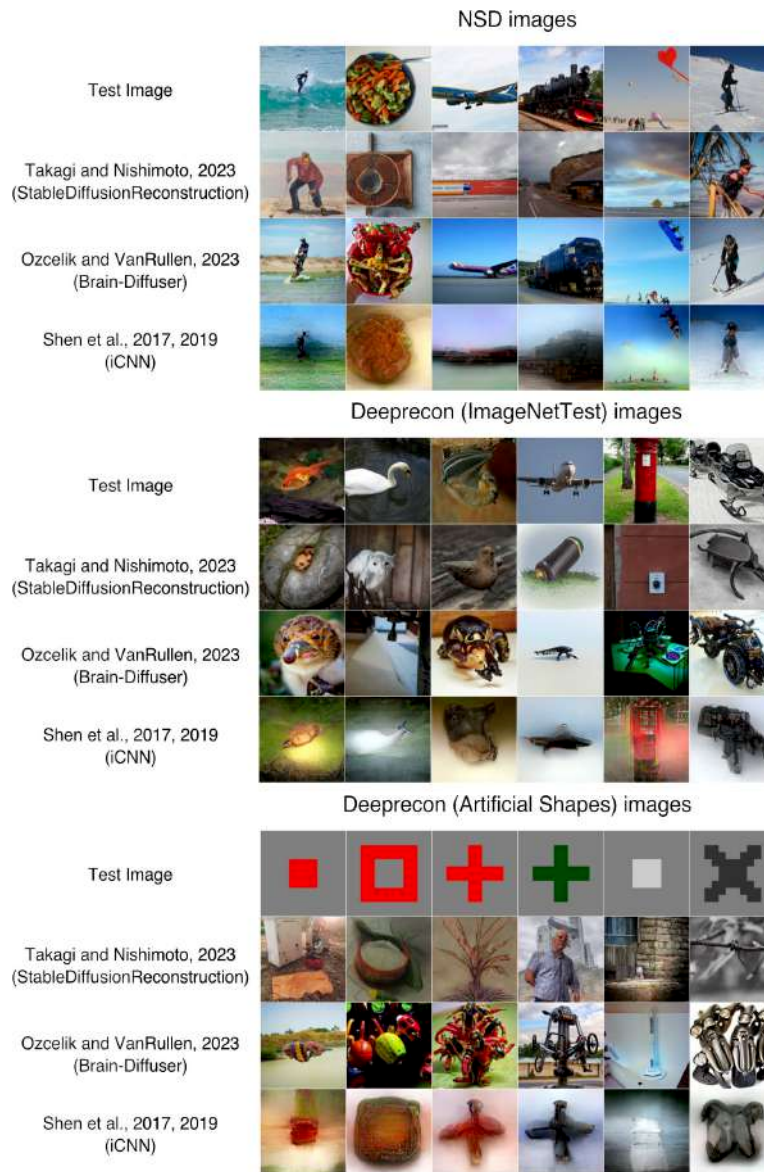 NSD images
Test Image
Takagi and Nishimoto, 2023
(StableDiffusionReconstruction)
Ozcelik and VanRullen, 2023
(Brain-Diffuser)
Shen et al., 2017, 2019
(iCNN)
Deeprecon (ImageNetTest) images
Test Image
Takagi and Nishimoto, 2023
(StableDiffusionReconstruction)
Ozcelik and VanRullen, 2023
(Brain-Diffuser)
Shen et al., 2017, 2019
(iCNN)
Deeprecon (Artificial Shapes) images
Test Image
Takagi and Nishimoto, 2023
(StableDiffusionReconstruction)
Ozcelik and VanRullen, 2023
(Brain-Diffuser)
Shen et al., 2017, 2019
(iCNN)